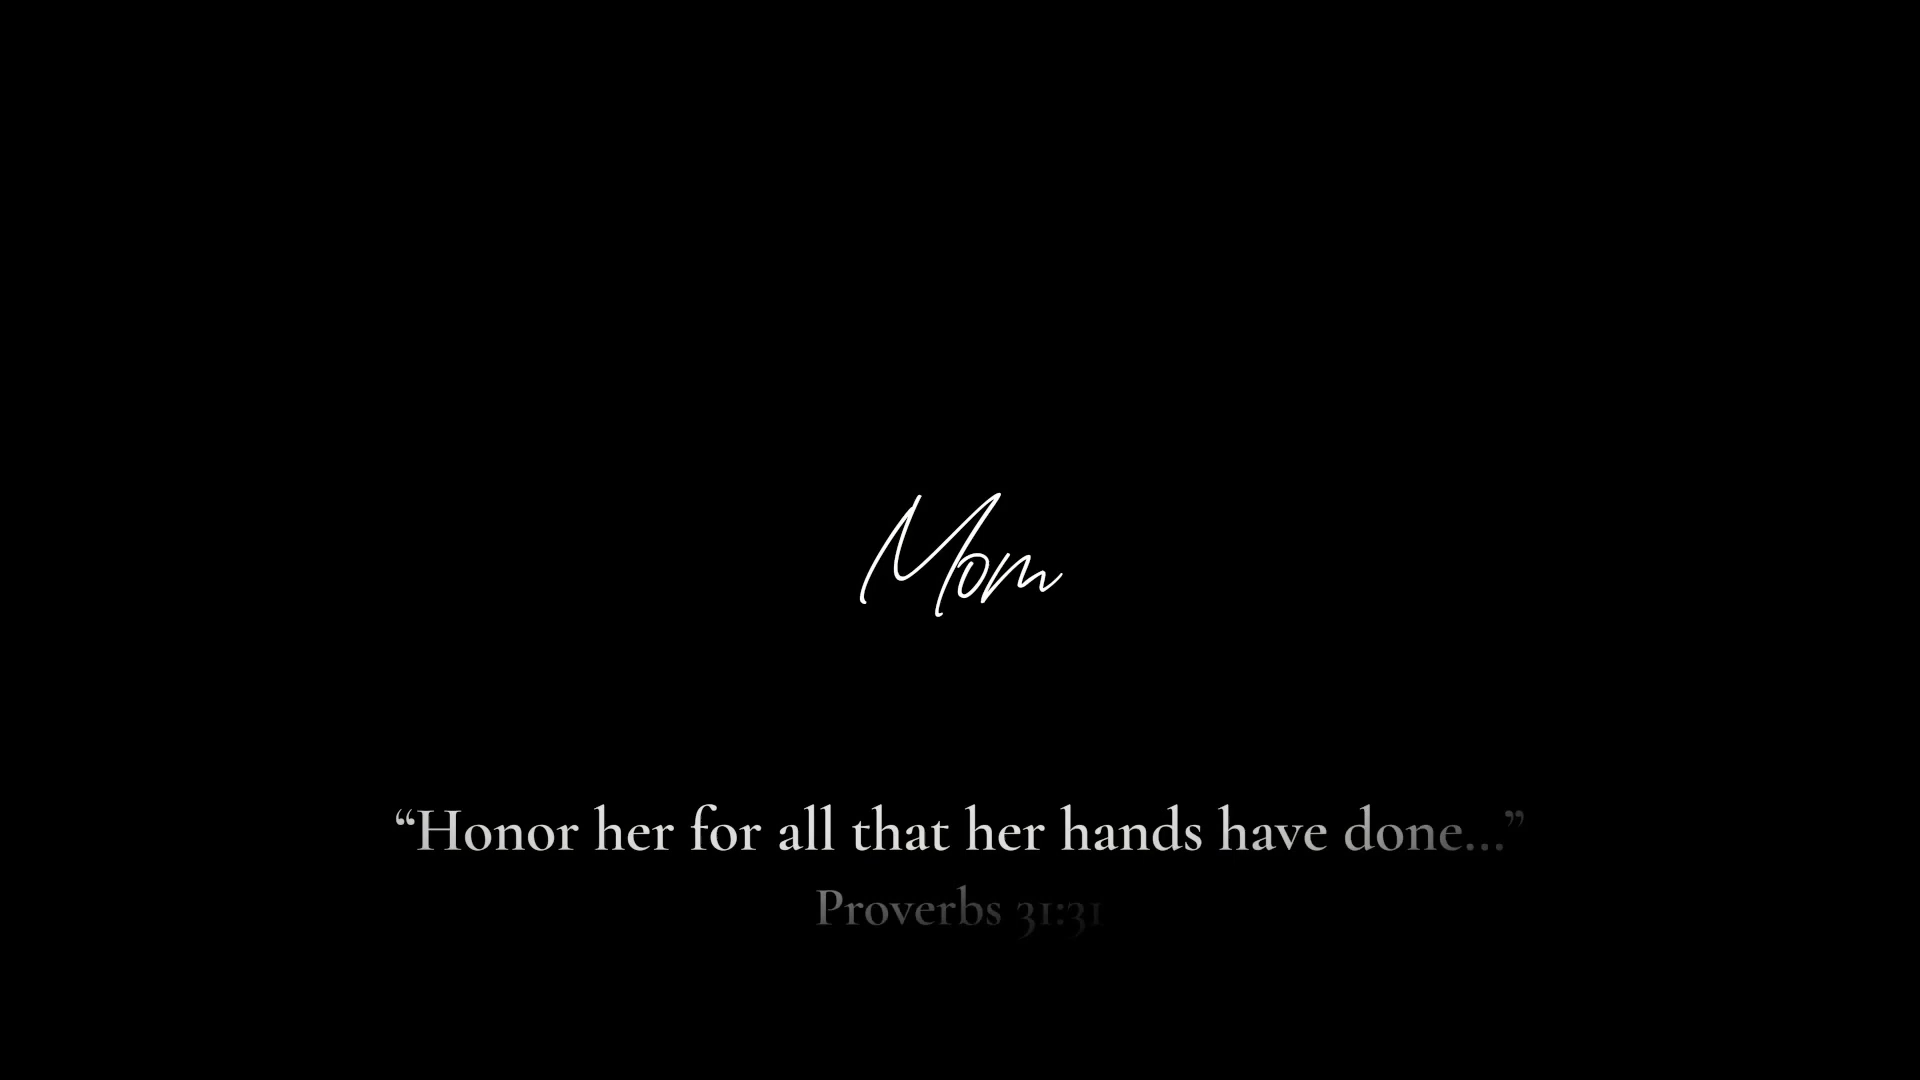 Mom
“Honor her for all that her hands have done...”
Proverbs 31:31